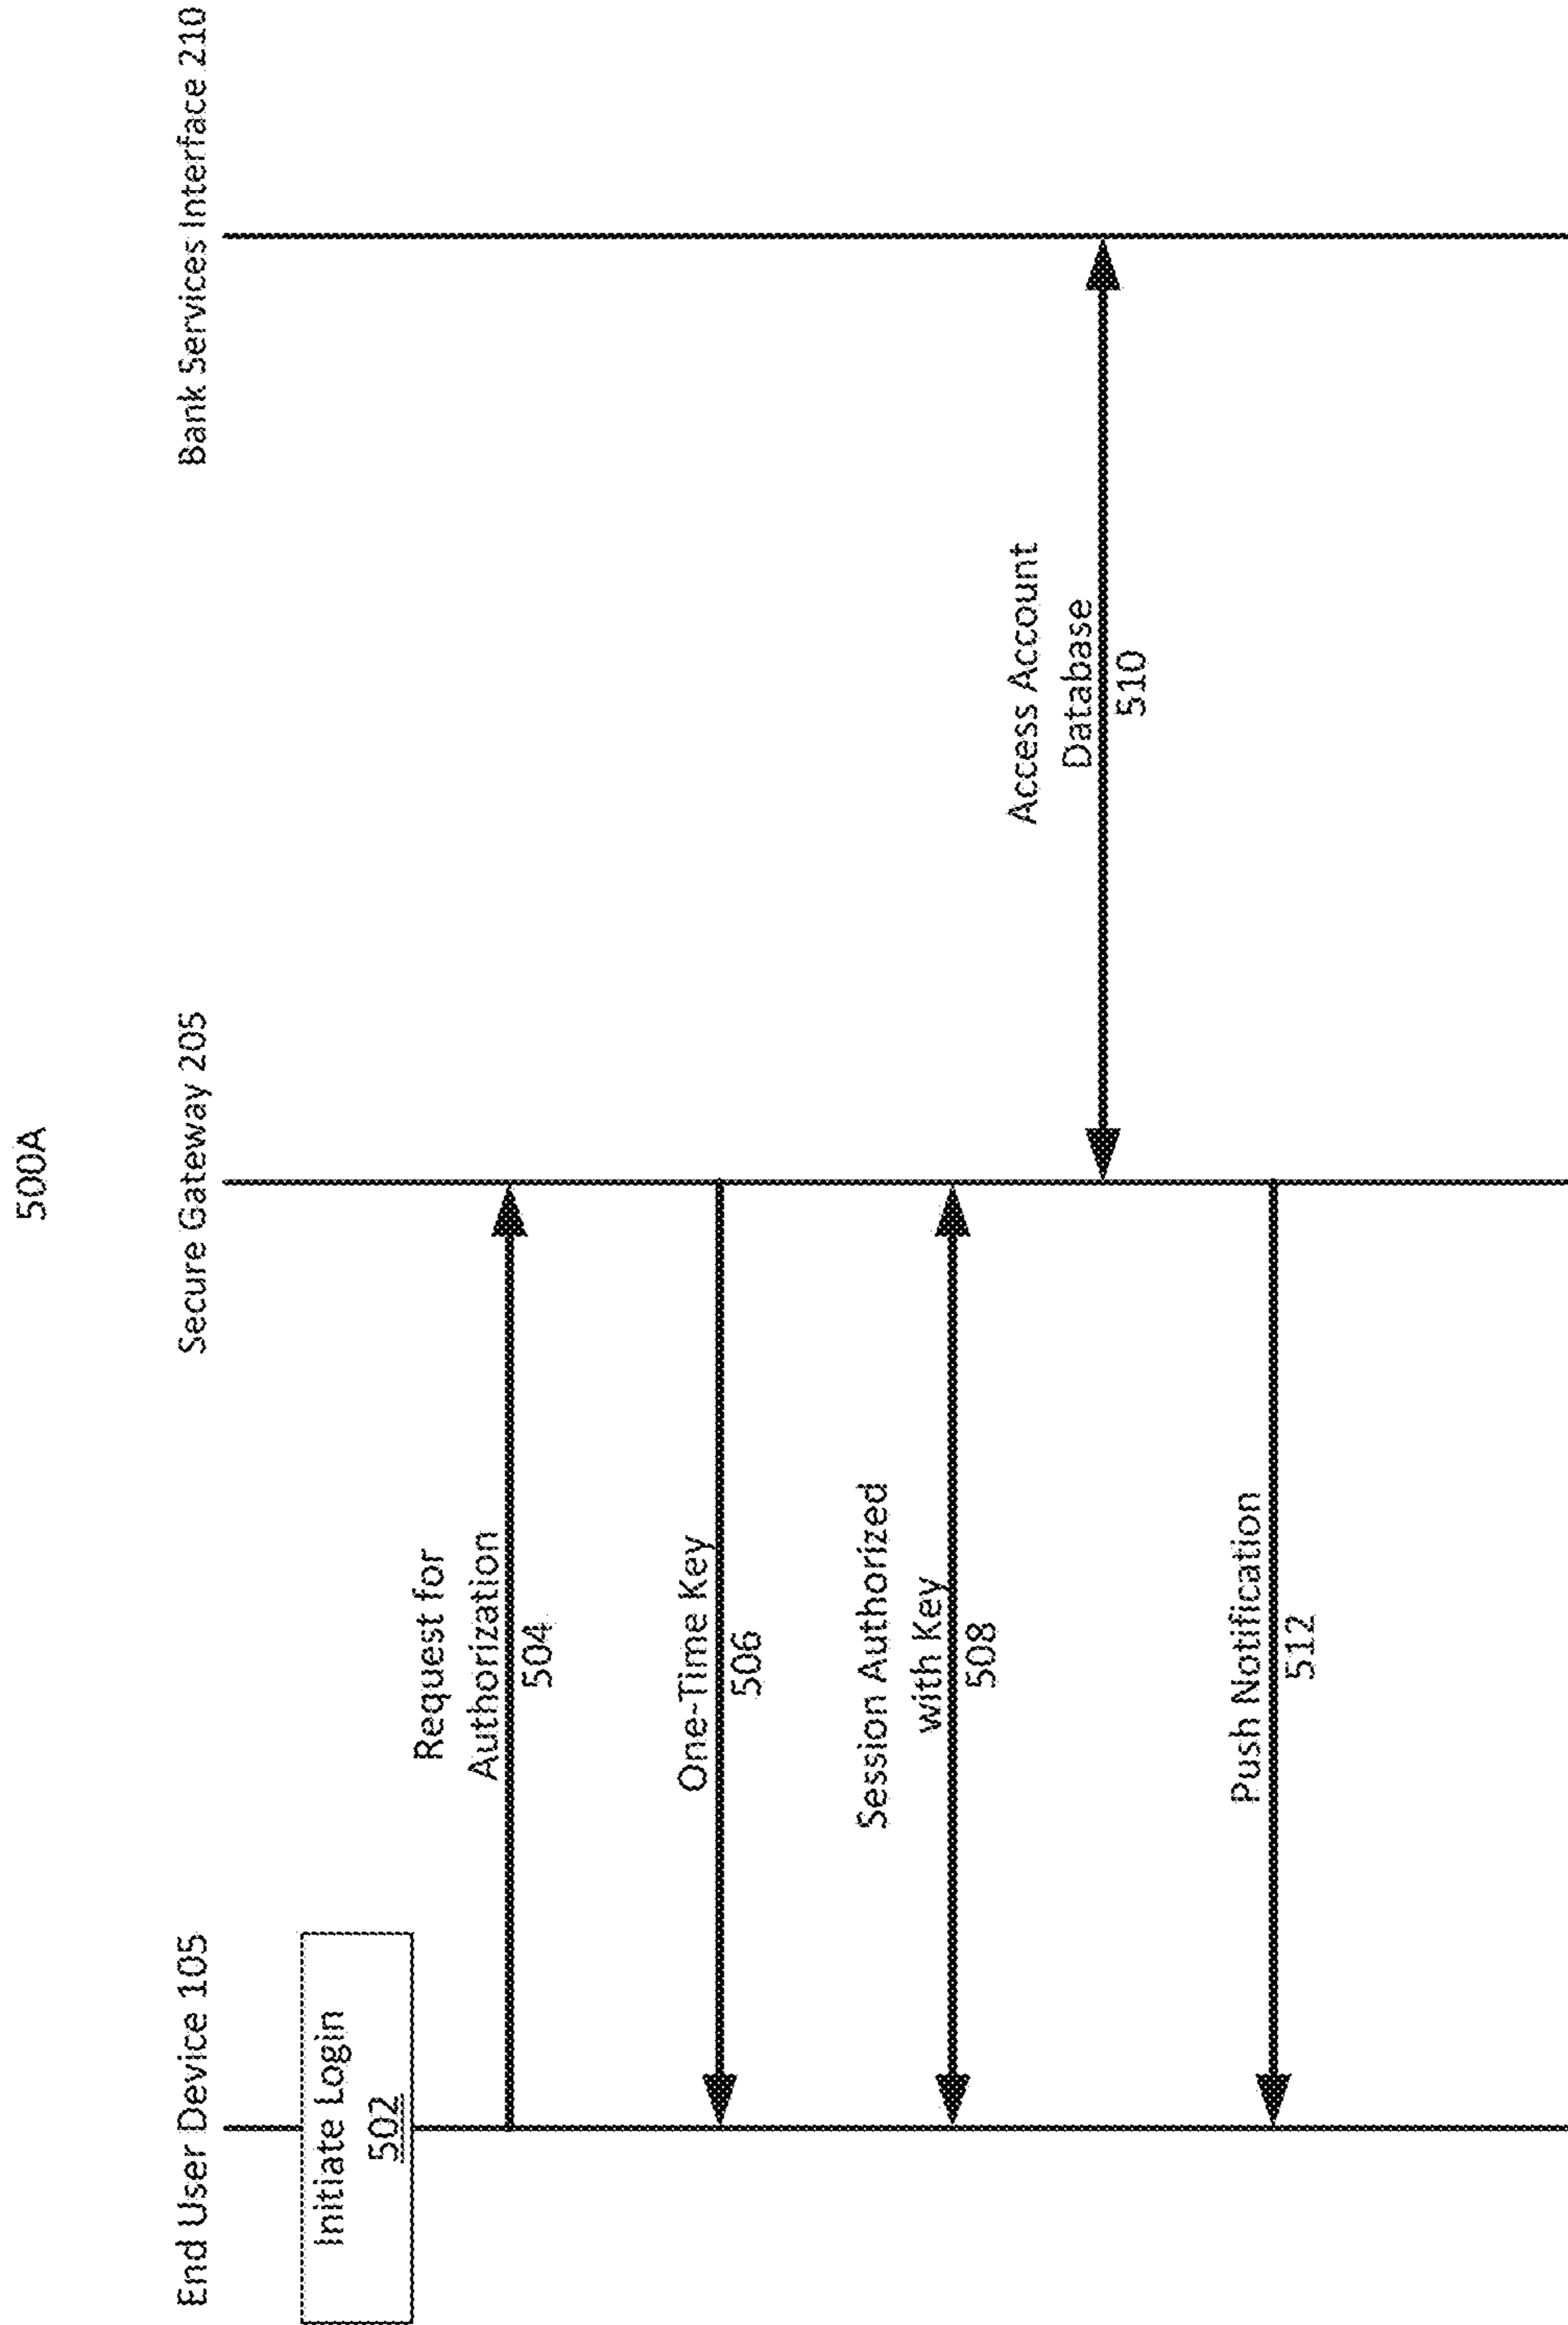 500A
End User Device 105
Secure Gateway 205
Bank Services Interface 210
Initiate Login
502
Request for
Authorization
504
One-Time Key
506
Session Authorized
with Key
508
Access Account
Database
510
Push Notification
512